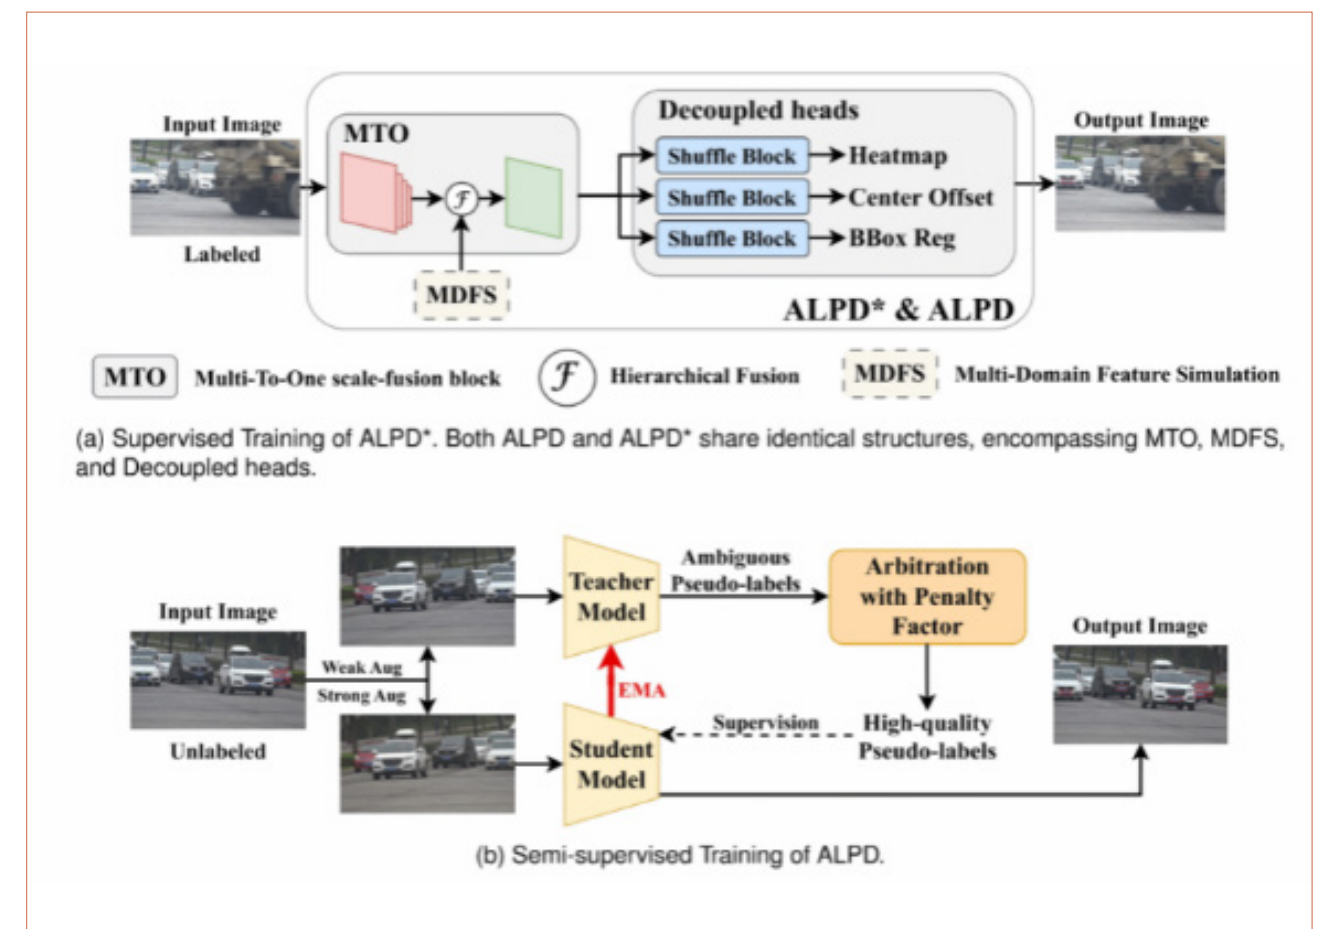 Input Image
Labeled
MTO
ℱ
MDFS
Decoupled heads
Shuffle Block
Heatmap
Shuffle Block
Center Offset
Shuffle Block
BBox Reg
ALPD* & ALPD
Output Image
MTO Multi-To-One scale-fusion block ℱ Hierarchical Fusion MDFS Multi-Domain Feature Simulation
(a) Supervised Training of ALPD*. Both ALPD and ALPD* share identical structures, encompassing MTO, MDFS,
and Decoupled heads.
Input Image
Unlabeled
Weak Aug
Strong Aug
Teacher
Model
EMA
Student
Model
Ambiguous
Pseudo-labels
Arbitration
with Penalty
Factor
Supervision
High-quality
Pseudo-labels
Output Image
(b) Semi-supervised Training of ALPD.